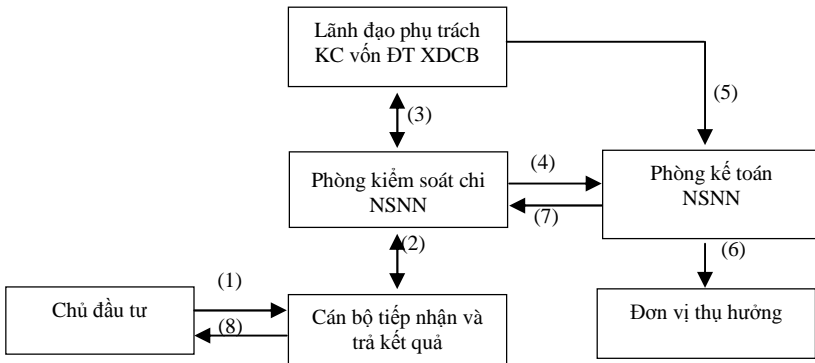 Lãnh đạo phụ trách
KC vốn ĐT XDCB
(5)
(3)
Phòng kiểm soát chi
NSNN
(4)
(7)
Phòng kế toán
NSNN
(2)
(6)
Chủ đầu tư
(1)
(8)
Cán bộ tiếp nhận và
trả kết quả
Đơn vị thụ hưởng